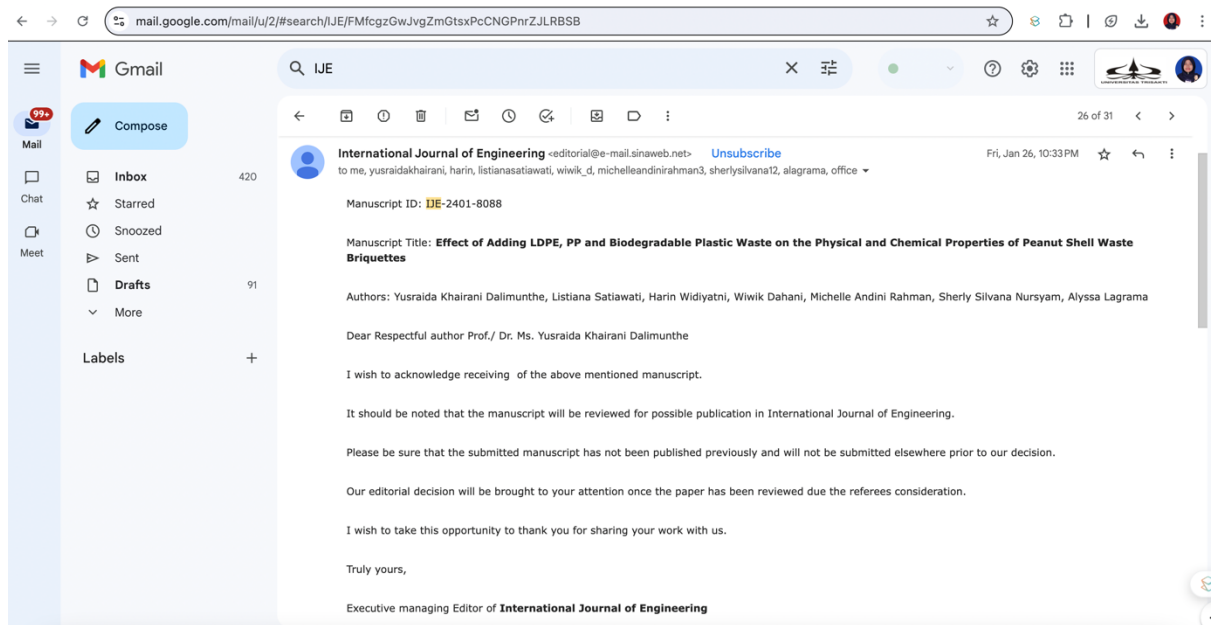 mail.google.com/mail/u/2/#search/IJE/FMfcgzGwJvgZmGtsxPcCNGPnrZJLRBSB
Gmail
IJE
UNIVERSITAS TRISAKTI
99+
Mail
Chat
Meet
Compose
Inbox 420
Starred
Snoozed
Sent
Drafts 91
More
Labels
26 of 31
International Journal of Engineering <editorial@e-mail.sinaweb.net> Unsubscribe Fri, Jan 26, 10:33 PM
to me, yusraidakhairani, harin, listianasatiawati, wiwik_d, michelleandinirahman3, sherlysilvana12, alagrama, office
Manuscript ID: IJE-2401-8088
Manuscript Title: Effect of Adding LDPE, PP and Biodegradable Plastic Waste on the Physical and Chemical Properties of Peanut Shell Waste
Briquettes
Authors: Yusraida Khairani Dalimunthe, Listiana Satiawati, Harin Widiyatni, Wiwik Dahani, Michelle Andini Rahman, Sherly Silvana Nursyam, Alyssa Lagrama
Dear Respectful author Prof./ Dr. Ms. Yusraida Khairani Dalimunthe
I wish to acknowledge receiving of the above mentioned manuscript.
It should be noted that the manuscript will be reviewed for possible publication in International Journal of Engineering.
Please be sure that the submitted manuscript has not been published previously and will not be submitted elsewhere prior to our decision.
Our editorial decision will be brought to your attention once the paper has been reviewed due the referees consideration.
I wish to take this opportunity to thank you for sharing your work with us.
Truly yours,
Executive managing Editor of International Journal of Engineering